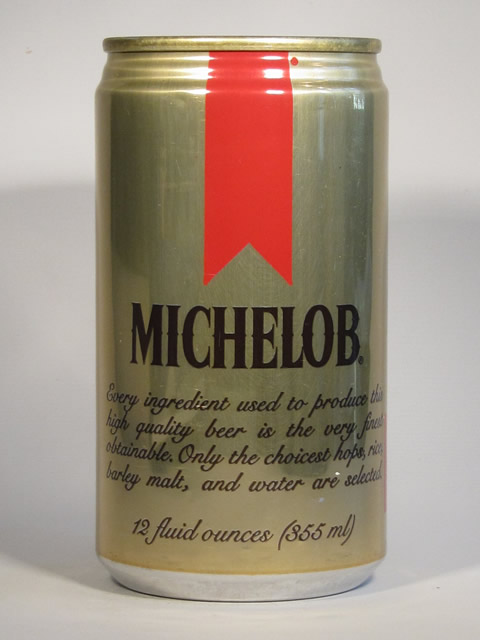 MICHELOB®
Every ingredient used to produce this
high quality beer is the very finest
obtainable. Only the choicest hops, rice,
barley malt, and water are selected.
12 fluid ounces (355 ml)